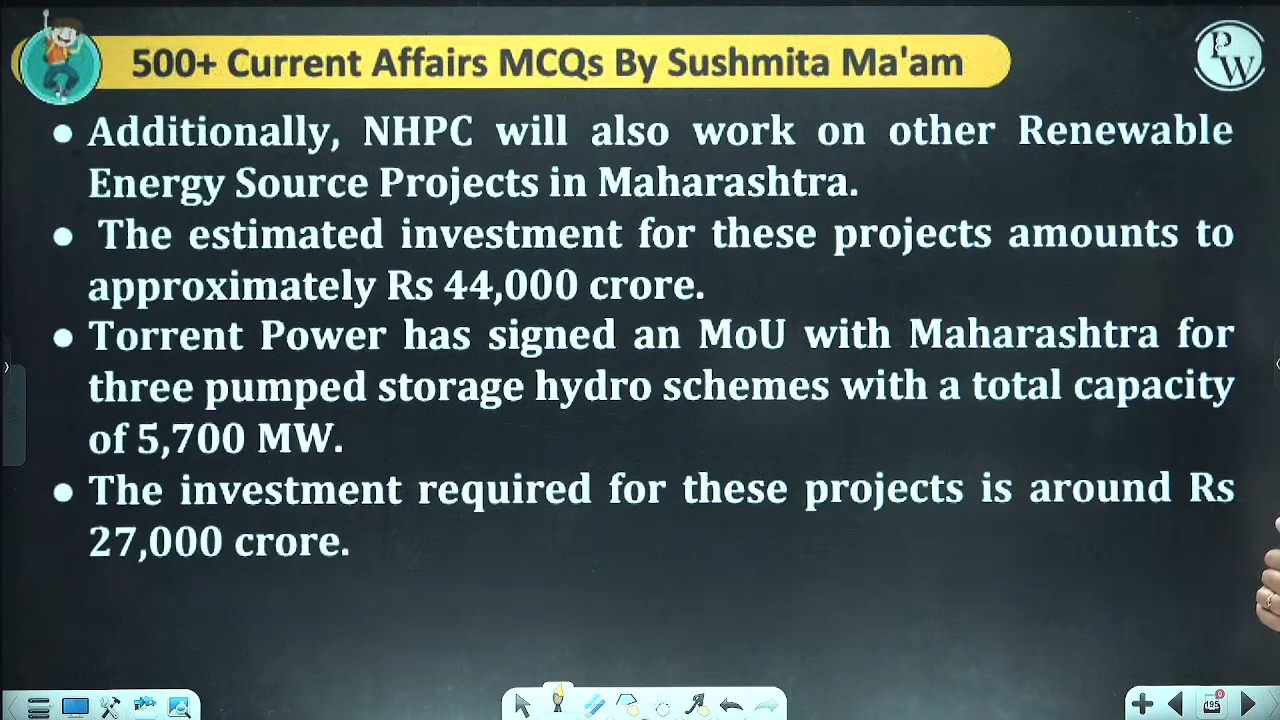 500+ Current Affairs MCQs By Sushmita Ma'am
PW
• Additionally, NHPC will also work on other Renewable
Energy Source Projects in Maharashtra.
• The estimated investment for these projects amounts to
approximately Rs 44,000 crore.
• Torrent Power has signed an MoU with Maharashtra for
three pumped storage hydro schemes with a total capacity
of 5,700 MW.
• The investment required for these projects is around Rs
27,000 crore.
195